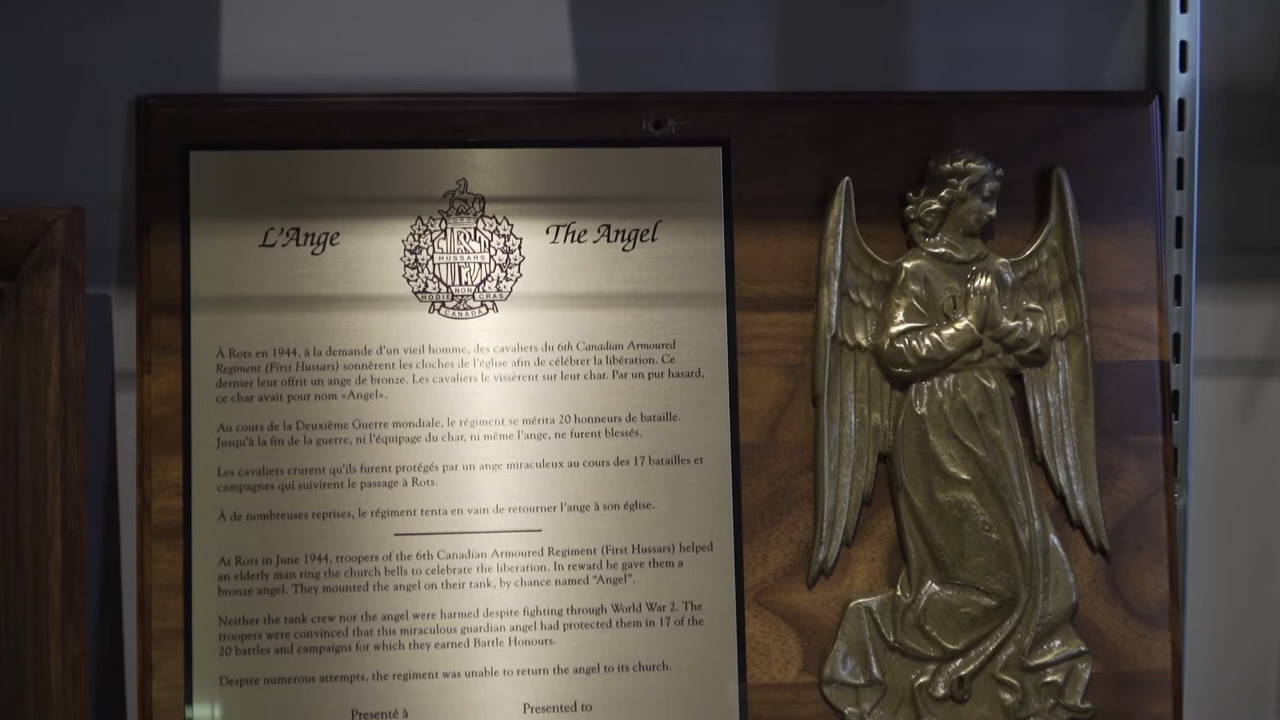 L'Ange
The Angel
HUSSARS
NON
HODIE CRAS
CANADA
À Rots en 1944, à la demande d'un vieil homme, des cavaliers du 6th Canadian Armoured
Regiment (First Hussars) sonnèrent les cloches de l'église afin de célébrer la libération. Ce
dernier leur offrit un ange de bronze. Les cavaliers le vissèrent sur leur char. Par un pur hasard,
ce char avait pour nom «Angel».
Au cours de la Deuxième Guerre mondiale, le régiment se mérita 20 honneurs de bataille.
Jusqu'à la fin de la guerre, ni l'équipage du char, ni même l'ange, ne furent blessés.
Les cavaliers crurent qu'ils furent protégés par un ange miraculeux au cours des 17 batailles et
campagnes qui suivirent le passage à Rots.
À de nombreuses reprises, le régiment tenta en vain de retourner l'ange à son église.
At Rots in June 1944, troopers of the 6th Canadian Armoured Regiment (First Hussars) helped
an elderly man ring the church bells to celebrate the liberation. In reward he gave them a
bronze angel. They mounted the angel on their tank, by chance named "Angel".
Neither the tank crew nor the angel were harmed despite fighting through World War 2. The
troopers were convinced that this miraculous guardian angel had protected them in 17 of the
20 battles and campaigns for which they earned Battle Honours.
Despite numerous attempts, the regiment was unable to return the angel to its church.
Presenté à
Presented to